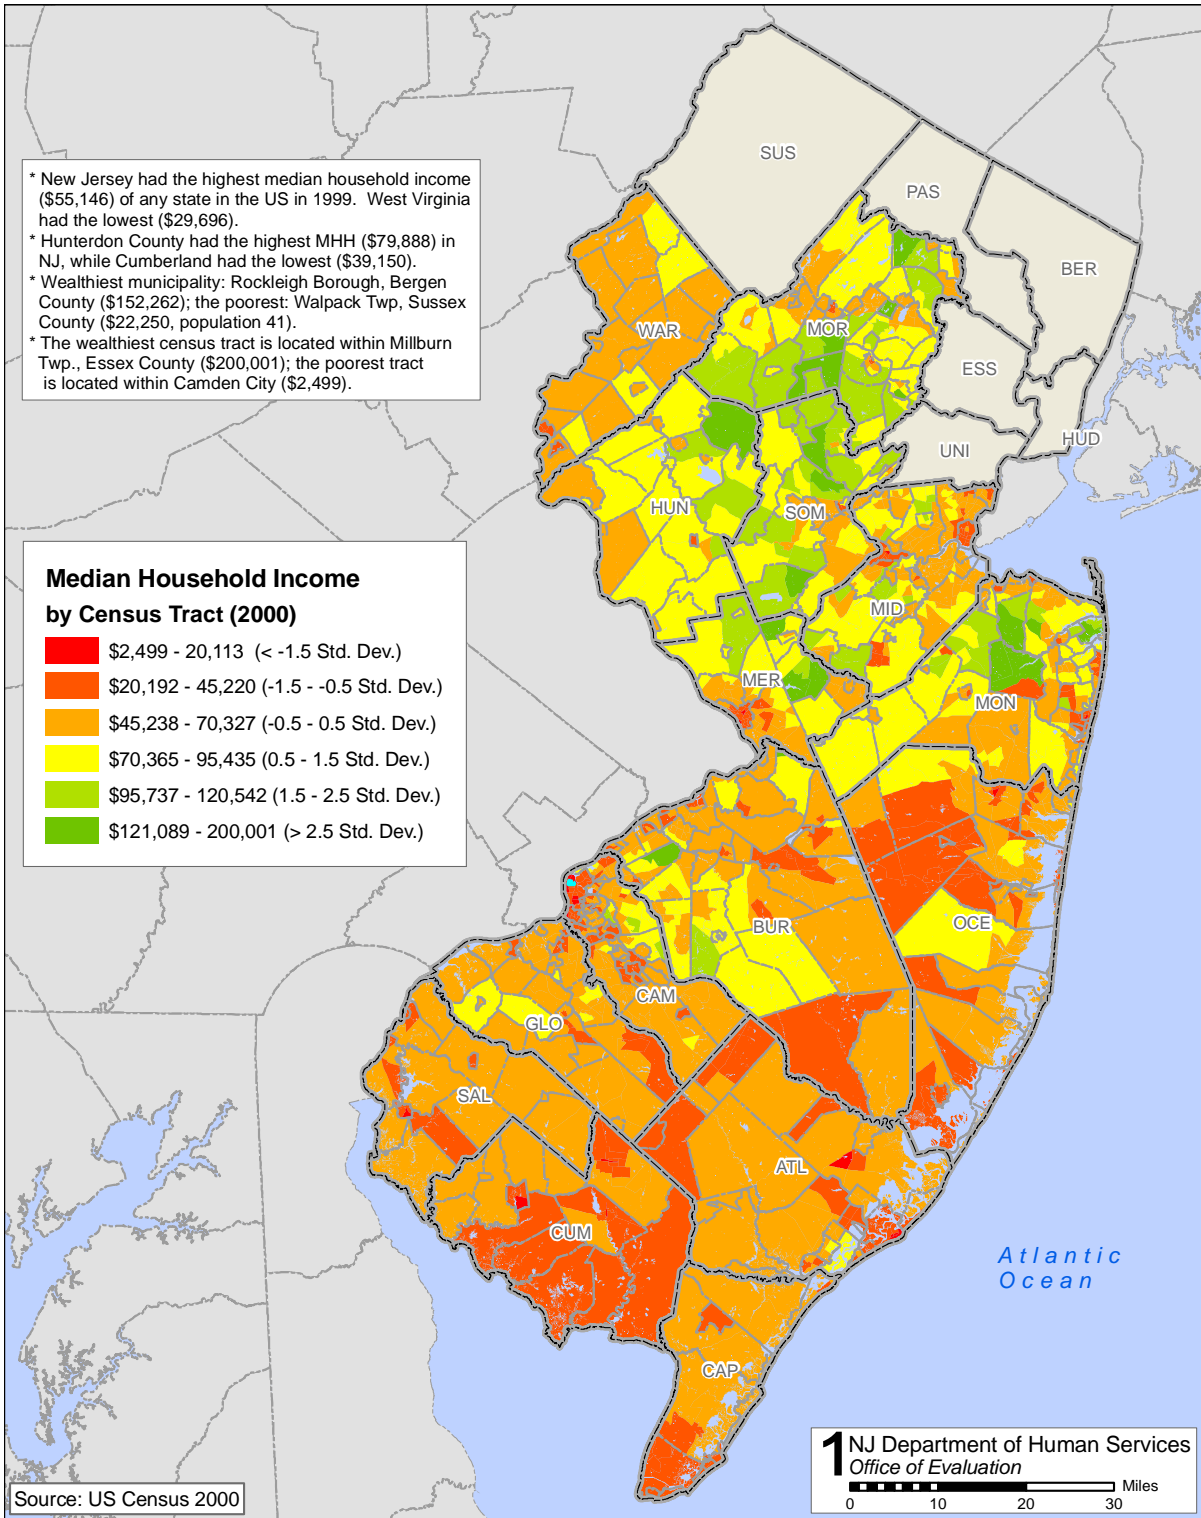 * New Jersey had the highest median household income
($55,146) of any state in the US in 1999. West Virginia
had the lowest ($29,696).
* Hunterdon County had the highest MHH ($79,888) in
NJ, while Cumberland had the lowest ($39,150).
* Wealthiest municipality: Rockleigh Borough, Bergen
County ($152,262); the poorest: Walpack Twp, Sussex
County ($22,250, population 41).
* The wealthiest census tract is located within Millburn
Twp., Essex County ($200,001); the poorest tract
is located within Camden City ($2,499).
SUS
PAS
BER
WAR
MOR
ESS
HUD
UNI
HUN
SOM
MID
MER
MON
Median Household Income
by Census Tract (2000)
$2,499 - 20,113 (< -1.5 Std. Dev.)
$20,192 - 45,220 (-1.5 - -0.5 Std. Dev.)
$45,238 - 70,327 (-0.5 - 0.5 Std. Dev.)
$70,365 - 95,435 (0.5 - 1.5 Std. Dev.)
$95,737 - 120,542 (1.5 - 2.5 Std. Dev.)
$121,089 - 200,001 (> 2.5 Std. Dev.)
BUR
OCE
CAM
GLO
SAL
ATL
CUM
CAP
Atlantic
Ocean
1 NJ Department of Human Services
Office of Evaluation
Miles
0 10 20 30
Source: US Census 2000